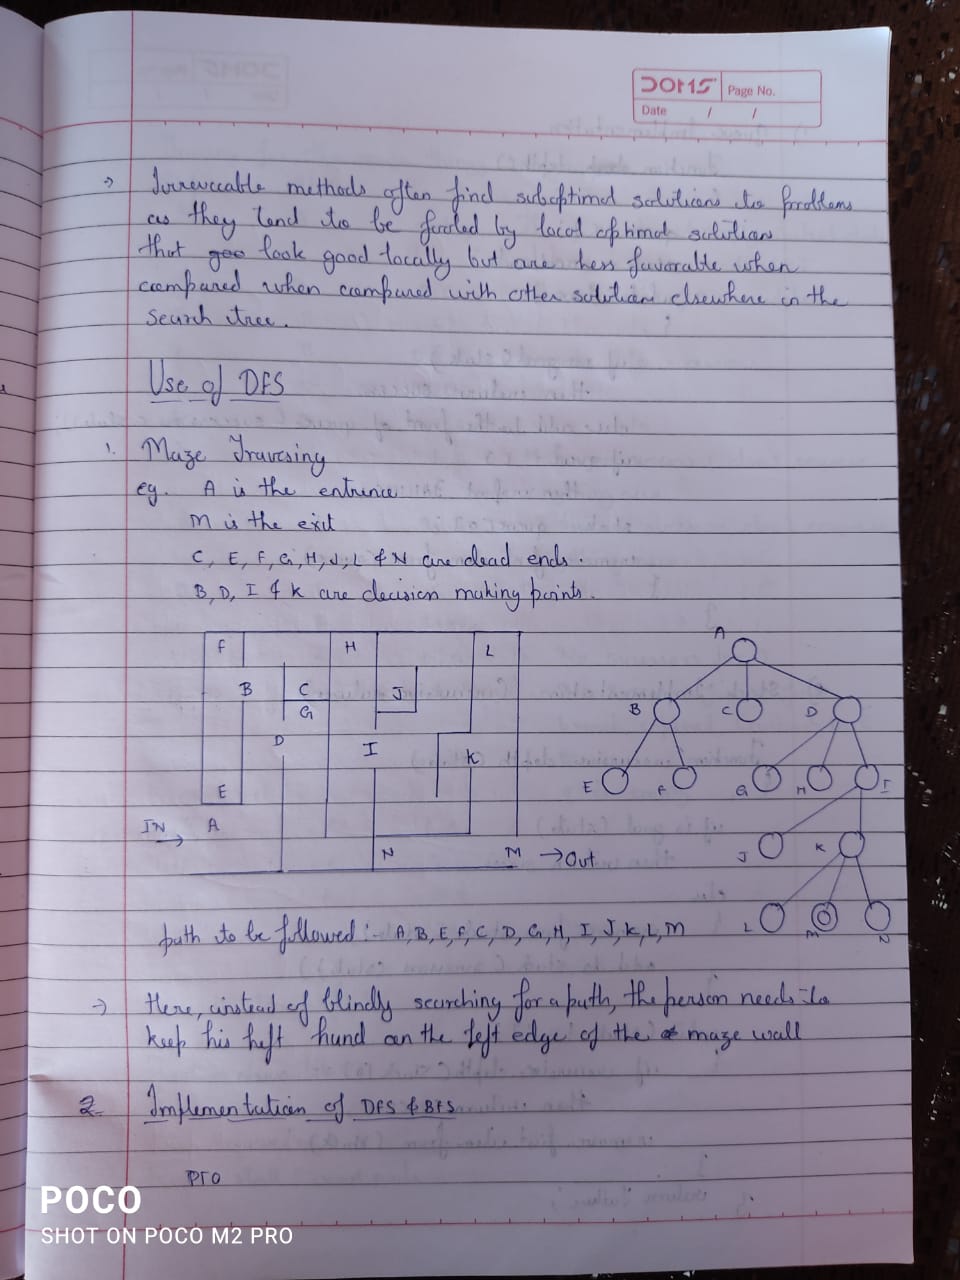 DOMS
Page No.
Date / /
→ Irrevoccable methods often find suboptimal solutions to problems
as they tend to be fooled by local optimal solution
that look good locally but are less favorable when
compared when compared with other solution elsewhere in the
search tree.
Use of DFS
1. Maze Traversing
eg. A is the entrence
M is the exit
C, E, F, G, H, J, L & N are dead ends.
B, D, I & K are decision making points.
F H L
B C J
G
D I K
E
IN → A
N M → Out
A
B C D
E F G H I
J K
L M N
path to be followed :- A, B, E, F, C, D, G, H, I, J, K, L, M
→ Here, instead of blindly searching for a path, the person needs to
keep his left hand on the left edge of the maze wall
2. Implementation of DFS & BFS
PTO
POCO
SHOT ON POCO M2 PRO